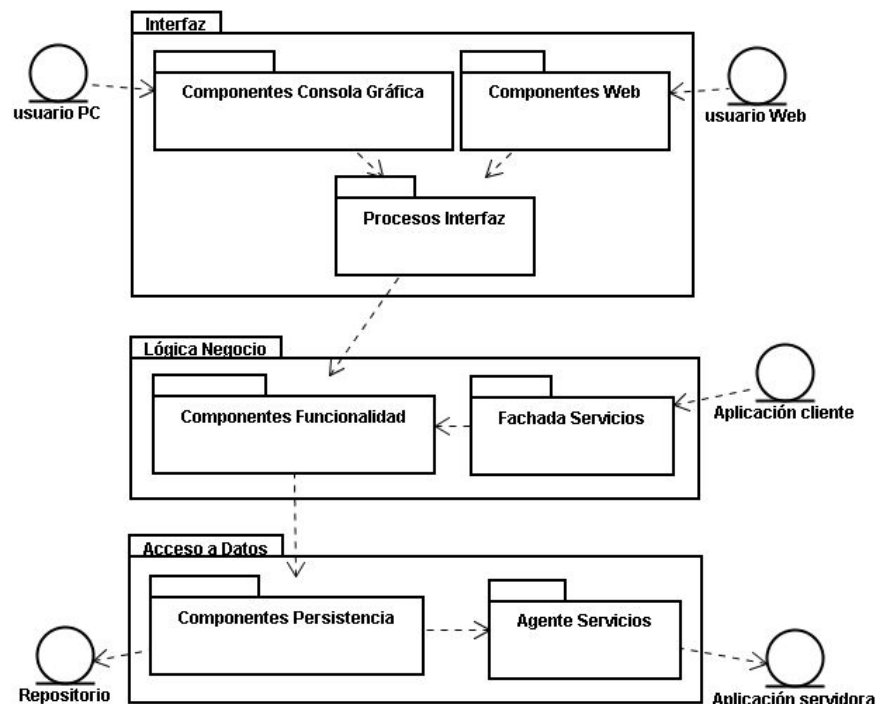 Interfaz
Componentes Consola Gráfica
Componentes Web
usuario PC
usuario Web
Procesos Interfaz
Lógica Negocio
Componentes Funcionalidad
Fachada Servicios
Aplicación cliente
Acceso a Datos
Componentes Persistencia
Agente Servicios
Repositorio
Aplicación servidora